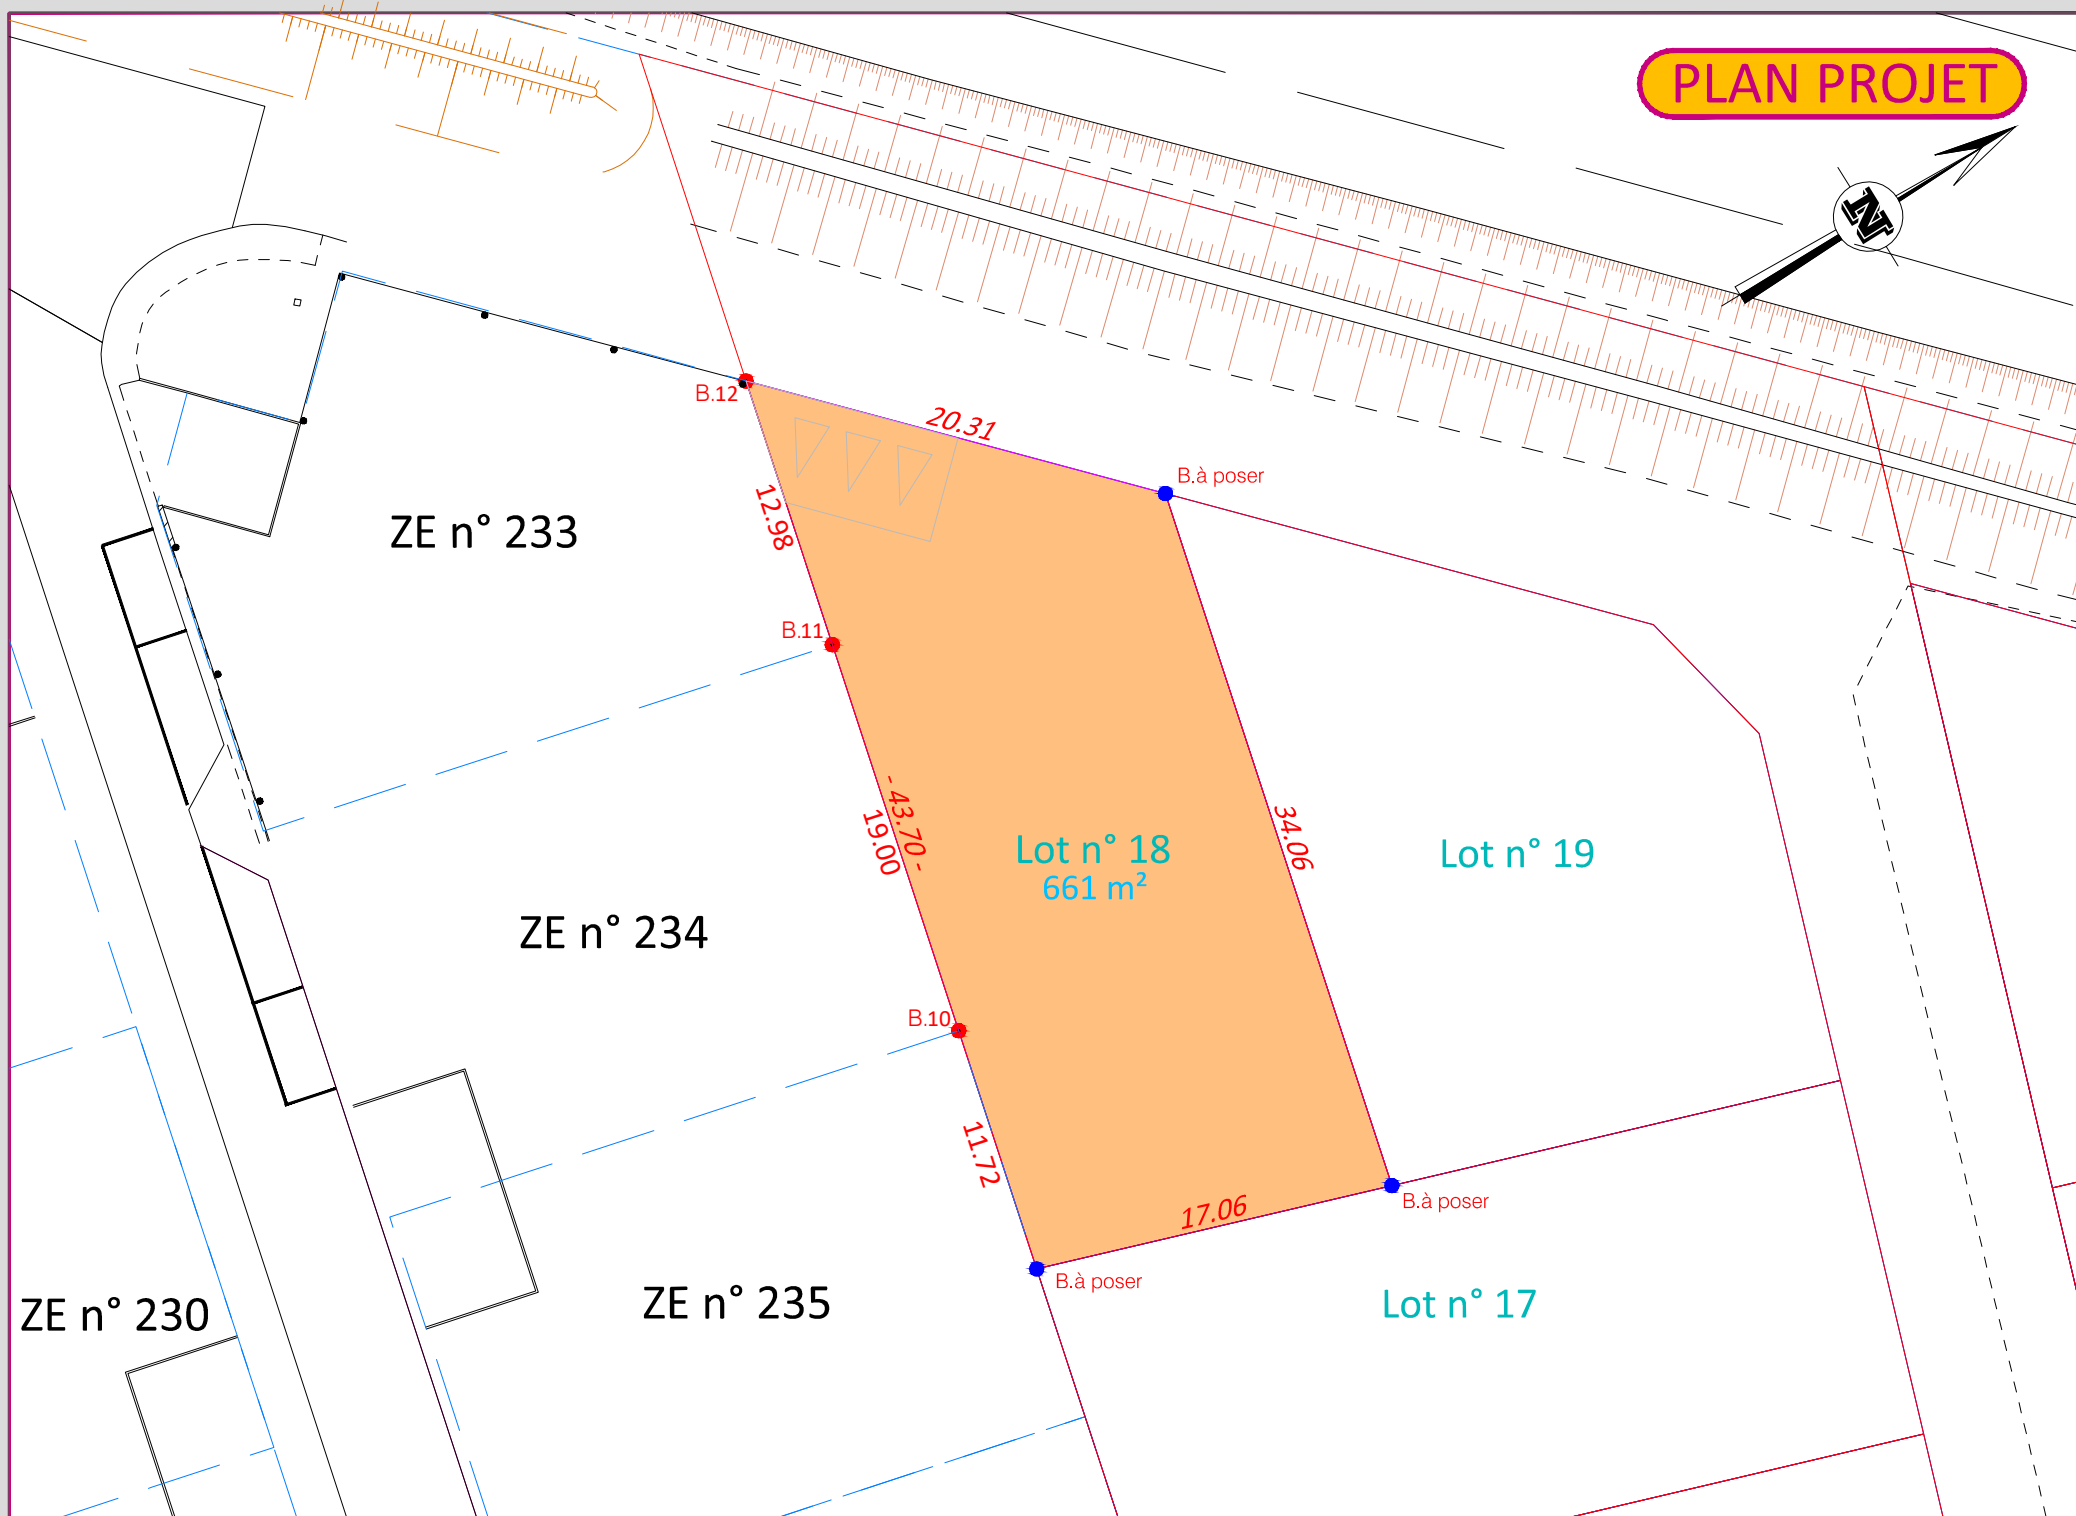 PLAN PROJET
N
B.12
20.31
B.à poser
12.98
ZE n° 233
B.11
- 43.70 -
19.00
34.06
Lot n° 18
661 m²
Lot n° 19
ZE n° 234
B.10
11.72
17.06
B.à poser
B.à poser
ZE n° 230
ZE n° 235
Lot n° 17